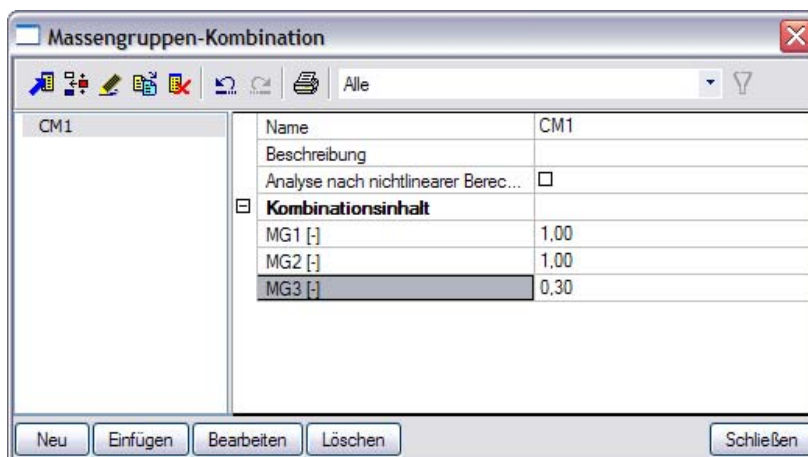 Massengruppen-Kombination
Alle
CM1
Name CM1
Beschreibung
Analyse nach nichtlinearer Berec...
Kombinationsinhalt
MG1 [-] 1,00
MG2 [-] 1,00
MG3 [-] 0,30
Neu Einfügen Bearbeiten Löschen Schließen